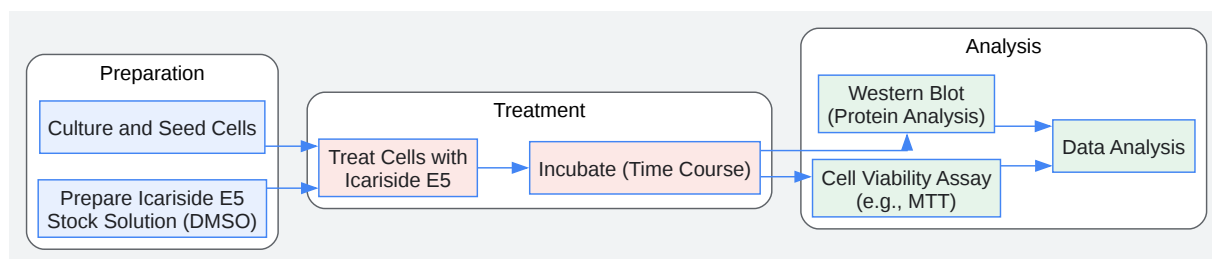 Preparation
Culture and Seed Cells
Prepare Icariside E5
Stock Solution (DMSO)
Treatment
Treat Cells with
Icariside E5
Incubate (Time Course)
Analysis
Western Blot
(Protein Analysis)
Cell Viability Assay
(e.g., MTT)
Data Analysis